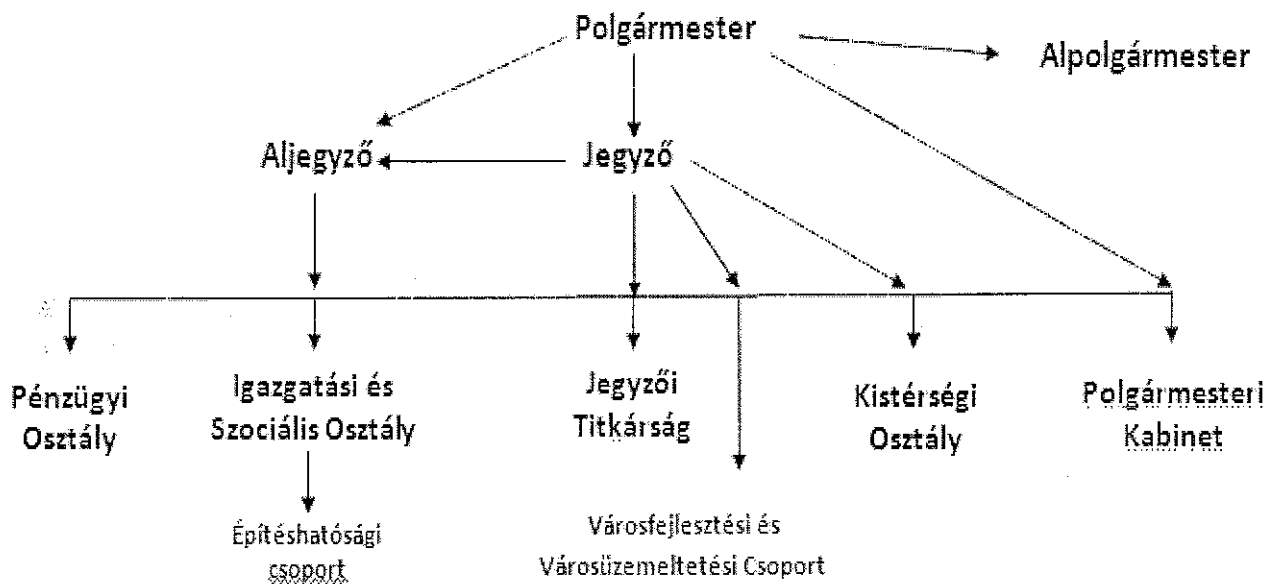 Polgármester
Alpolgármester
Aljegyző
Jegyző
Pénzügyi
Osztály
Igazgatási és
Szociális Osztály
Jegyzői
Titkárság
Kistérségi
Osztály
Polgármesteri
Kabinet
Építéshatósági
csoport
Városfejlesztési és
Városüzemeltetési Csoport